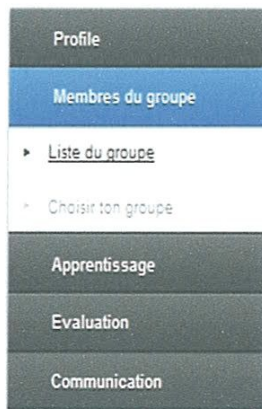 Profile
Membres du groupe
Liste du groupe
Choisir ton groupe
Apprentissage
Evaluation
Communication